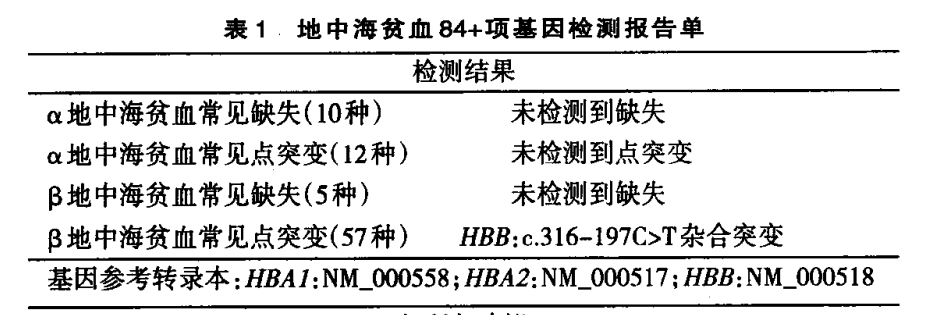 表1 地中海贫血84+项基因检测报告单
检测结果
α地中海贫血常见缺失(10种) 未检测到缺失
α地中海贫血常见点突变(12种) 未检测到点突变
β地中海贫血常见缺失(5种) 未检测到缺失
β地中海贫血常见点突变(57种) HBB:c.316-197C>T杂合突变
基因参考转录本:HBA1:NM_000558;HBA2:NM_000517;HBB:NM_000518